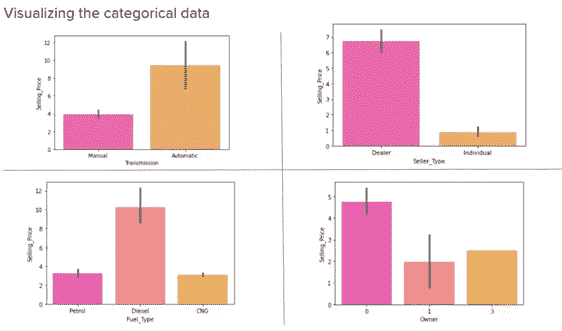 Visualizing the categorical data
12
10
8
6
4
2
0
Selling_Price
Manual
Automatic
Transmission
7
6
5
4
3
2
1
0
Selling_Price
Dealer
Individual
Seller_Type
12
10
8
6
4
2
0
Selling_Price
Petrol
Diesel
CNG
Fuel_Type
5
4
3
2
1
0
Selling_Price
0
1
3
Owner